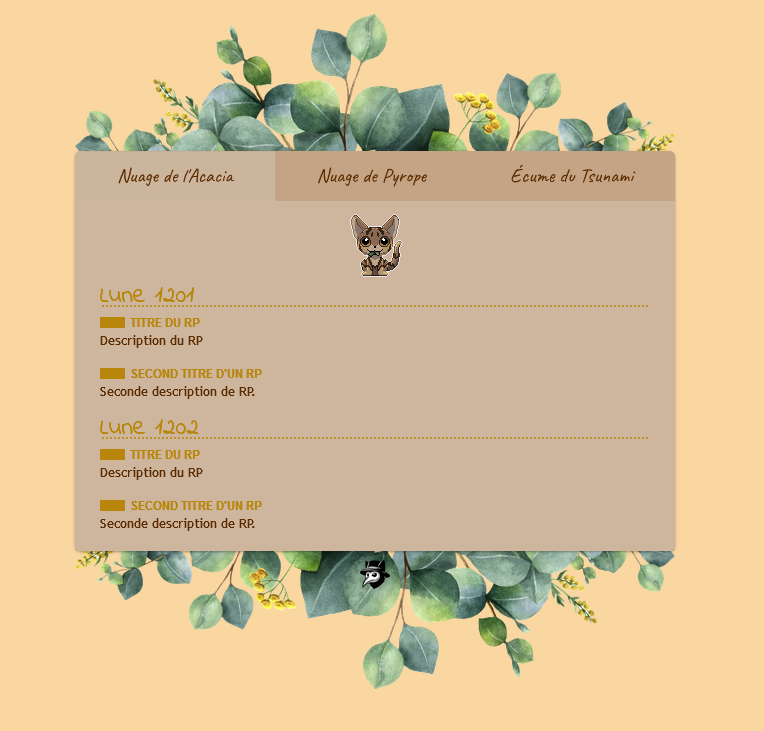 Nuage de l'Acacia
Nuage de Pyrope
Écume du Tsunami
Lune 1201
TITRE DU RP
Description du RP
SECOND TITRE D'UN RP
Seconde description de RP.
Lune 1202
TITRE DU RP
Description du RP
SECOND TITRE D'UN RP
Seconde description de RP.